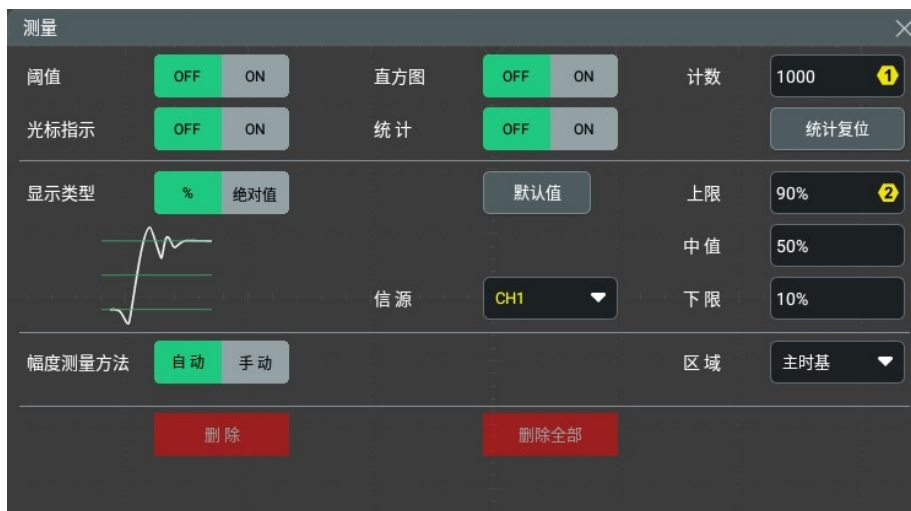 测量
阈值 OFF ON 直方图 OFF ON 计数 1000 1
光标指示 OFF ON 统计 OFF ON 统计复位
显示类型 % 绝对值 默认值 上限 90% 2
中值 50%
信源 CH1 下限 10%
幅度测量方法 自动 手动 区域 主时基
删除 删除全部